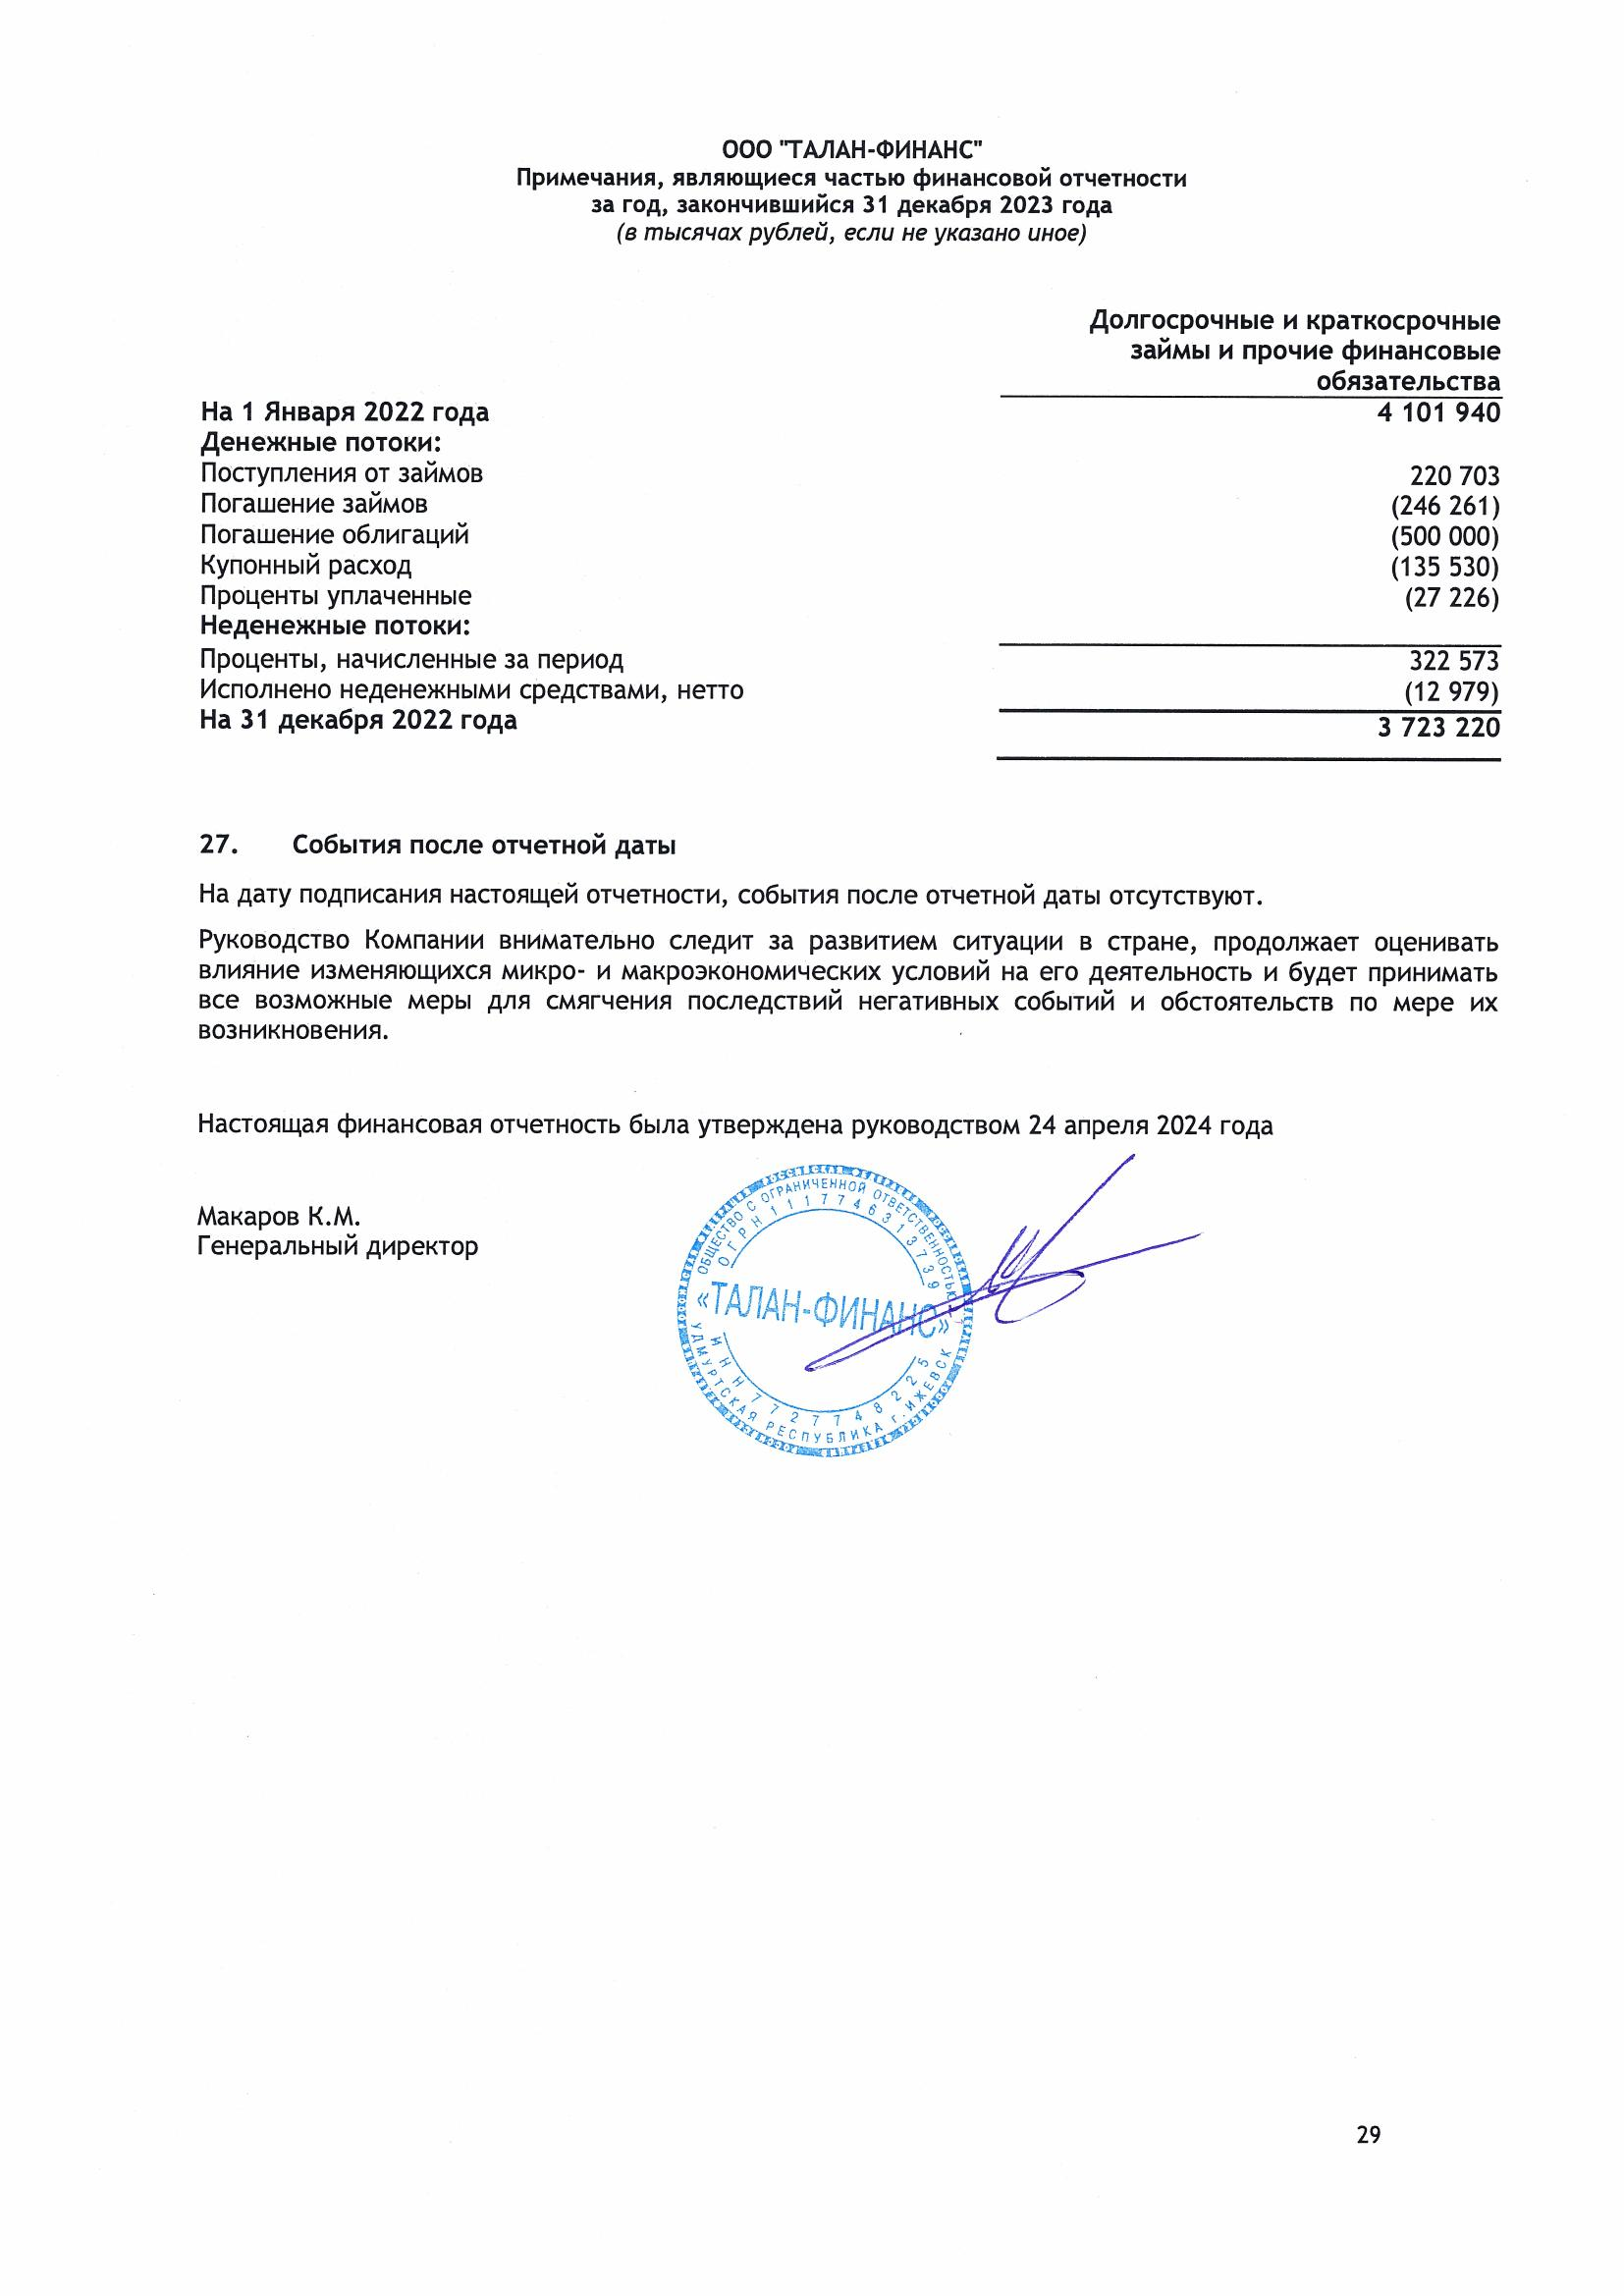 ООО "ТАЛАН-ФИНАНС"
Примечания, являющиеся частью финансовой отчетности
за год, закончившийся 31 декабря 2023 года
(в тысячах рублей, если не указано иное)
Долгосрочные и краткосрочные
займы и прочие финансовые
обязательства
На 1 Января 2022 года 4 101 940
Денежные потоки:
Поступления от займов 220 703
Погашение займов (246 261)
Погашение облигаций (500 000)
Купонный расход (135 530)
Проценты уплаченные (27 226)
Неденежные потоки:
Проценты, начисленные за период 322 573
Исполнено неденежными средствами, нетто (12 979)
На 31 декабря 2022 года 3 723 220
27. События после отчетной даты
На дату подписания настоящей отчетности, события после отчетной даты отсутствуют.
Руководство Компании внимательно следит за развитием ситуации в стране, продолжает оценивать
влияние изменяющихся микро- и макроэкономических условий на его деятельность и будет принимать
все возможные меры для смягчения последствий негативных событий и обстоятельств по мере их
возникновения.
Настоящая финансовая отчетность была утверждена руководством 24 апреля 2024 года
Макаров К.М.
Генеральный директор
ОБЩЕСТВО С ОГРАНИЧЕННОЙ ОТВЕТСТВЕННОСТЬЮ
ОГРН 1117746313739
«ТАЛАН-ФИНАНС»
ИНН 7727748225
УДМУРТСКАЯ РЕСПУБЛИКА г. ИЖЕВСК
29